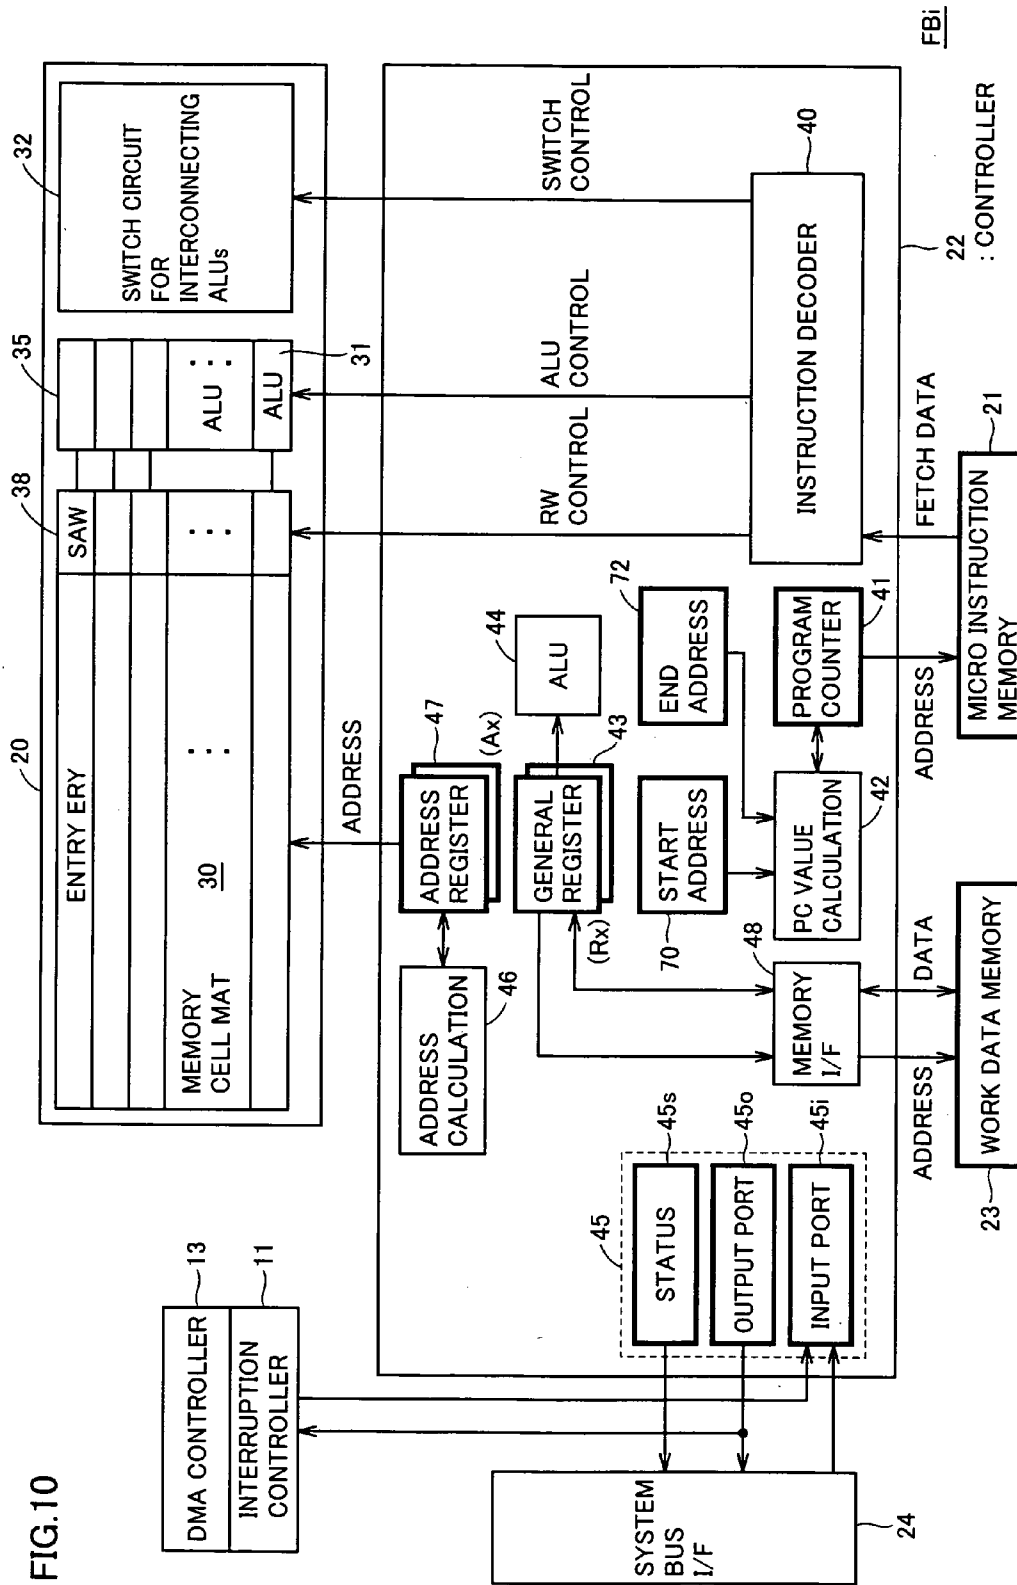 FIG.10
DMA CONTROLLER
13
INTERRUPTION
CONTROLLER
11
SYSTEM
BUS
I/F
24
20
ENTRY ERY
MEMORY
CELL MAT
30
⋮
SAW
38
⋮
35
ALU
⋮
ALU
31
32
SWITCH CIRCUIT
FOR
INTERCONNECTING
ALUs
ADDRESS
RW
CONTROL
ALU
CONTROL
SWITCH
CONTROL
ADDRESS
CALCULATION
46
ADDRESS
REGISTER
47
(Ax)
GENERAL
REGISTER
43
(Rx)
44
ALU
45
STATUS
45s
OUTPUT PORT
45o
INPUT PORT
45i
START
ADDRESS
70
END
ADDRESS
72
MEMORY
I/F
48
PC VALUE
CALCULATION
42
PROGRAM
COUNTER
41
INSTRUCTION DECODER
40
ADDRESS
DATA
ADDRESS
FETCH DATA
23
WORK DATA MEMORY
MICRO INSTRUCTION
MEMORY
21
22
: CONTROLLER
FBi